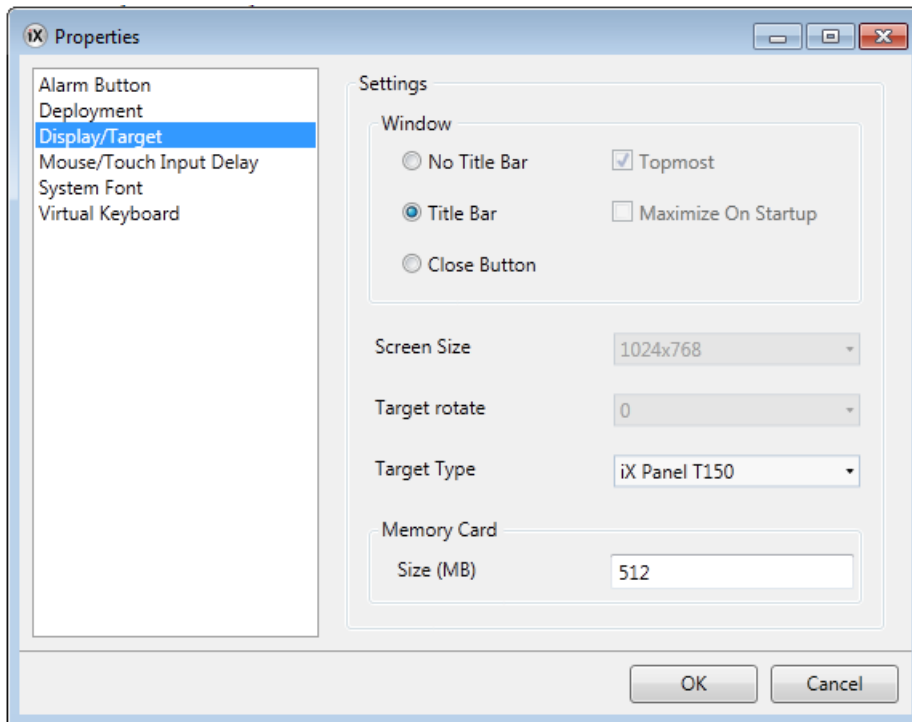 iX Properties
Alarm Button
Deployment
Display/Target
Mouse/Touch Input Delay
System Font
Virtual Keyboard
Settings
Window
No Title Bar
Topmost
Title Bar
Maximize On Startup
Close Button
Screen Size
1024x768
Target rotate
0
Target Type
iX Panel T150
Memory Card
Size (MB)
512
OK
Cancel